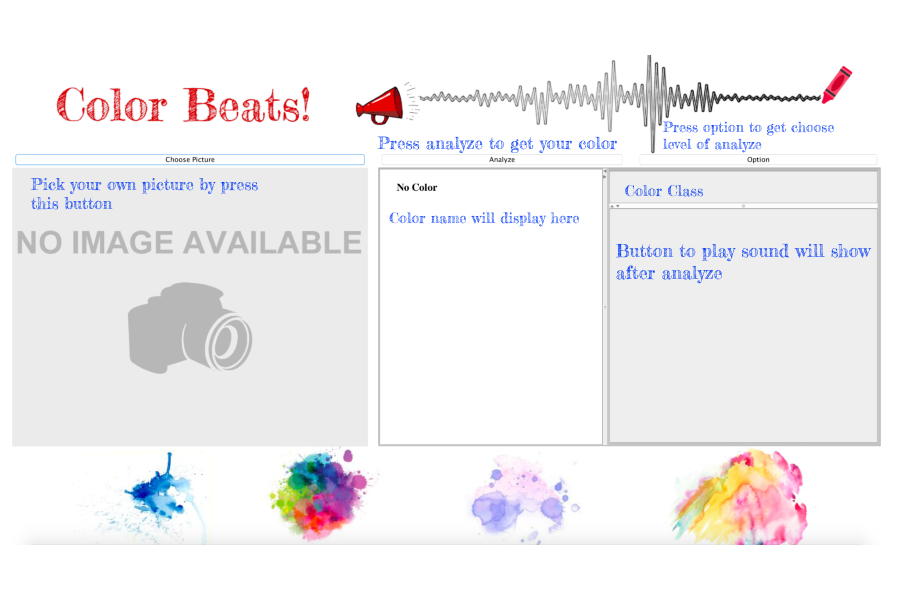 Color Beats!
Press option to get choose
level of analyze
Press analyze to get your color
Choose Picture
Analyze
Option
Pick your own picture by press
this button
NO IMAGE AVAILABLE
No Color
Color name will display here
Color Class
Button to play sound will show
after analyze